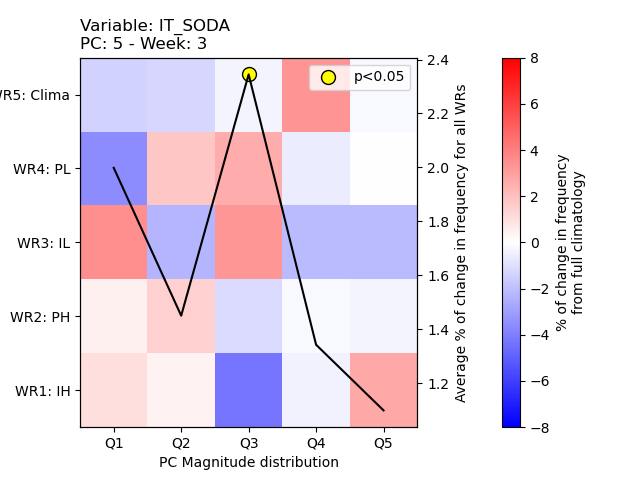 Variable: IT_SODA
PC: 5 - Week: 3
p<0.05
WR5: Clima
WR4: PL
WR3: IL
WR2: PH
WR1: IH
Q1 Q2 Q3 Q4 Q5
PC Magnitude distribution
2.4
2.2
2.0
1.8
1.6
1.4
1.2
Average % of change in frequency for all WRs
8
6
4
2
0
−2
−4
−6
−8
% of change in frequency
from full climatology